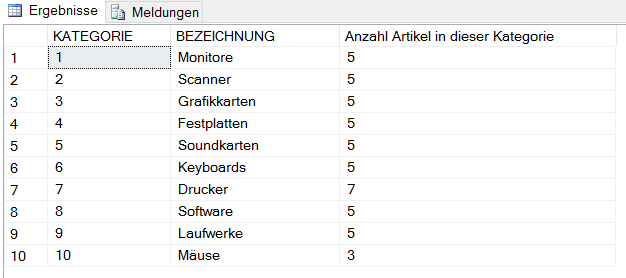 Ergebnisse Meldungen
KATEGORIE BEZEICHNUNG Anzahl Artikel in dieser Kategorie
1 1 Monitore 5
2 2 Scanner 5
3 3 Grafikkarten 5
4 4 Festplatten 5
5 5 Soundkarten 5
6 6 Keyboards 5
7 7 Drucker 7
8 8 Software 5
9 9 Laufwerke 5
10 10 Mäuse 3